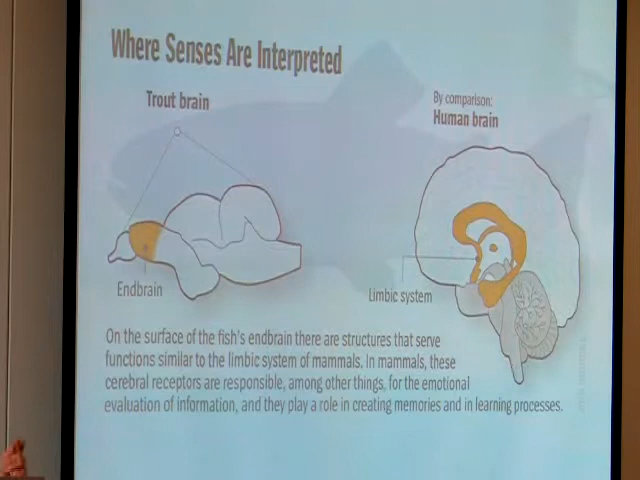 Where Senses Are Interpreted
Trout brain
By comparison:
Human brain
Endbrain
Limbic system
On the surface of the fish's endbrain there are structures that serve
functions similar to the limbic system of mammals. In mammals, these
cerebral receptors are responsible, among other things, for the emotional
evaluation of information, and they play a role in creating memories and in learning processes.